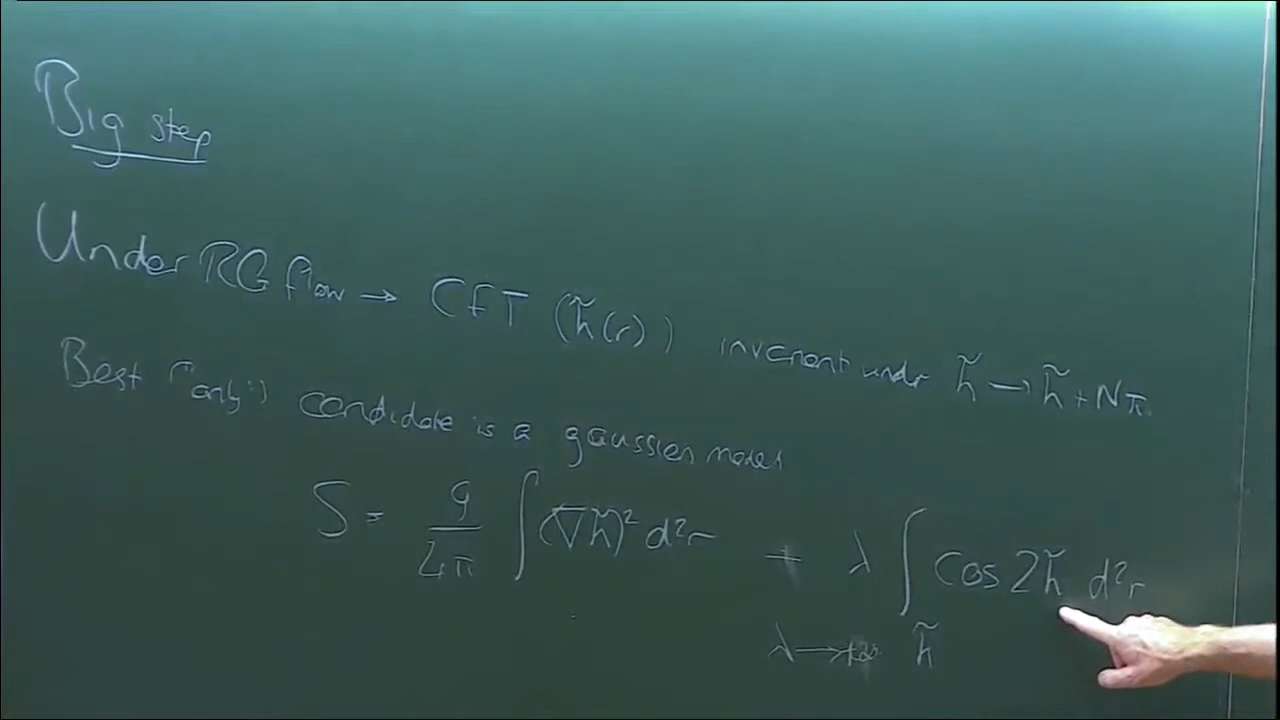 Big step
Under RG flow → CFT (h̃(r)) invariant under h̃ → h̃ + Nπ.
Best ("only") candidate is a gaussian model
S = g/4π ∫ (∇h̃)² d²r + λ ∫ cos 2h̃ d²r
λ → h̃